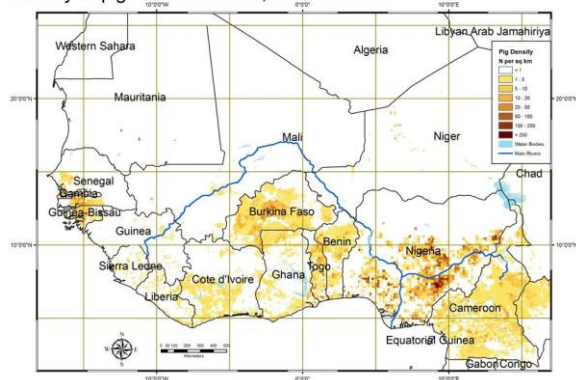 Libyan Arab Jamahiriya
Western Sahara
Algeria
Mauritania
Mali
Niger
Chad
Senegal
Gambia
Guinea-Bissau
Guinea
Burkina Faso
Benin
Nigeria
Sierra Leone
Cote d'Ivoire
Ghana
Togo
Liberia
Cameroon
Equatorial Guinea
Gabon
Congo
Pig Density
N per sq km
< 1
1 - 5
5 - 10
10 - 20
20 - 50
50 - 100
100 - 250
> 250
Water Bodies
Main Rivers
10°0'0"W
0°0'0"
10°0'0"E
20°0'0"N
20°0'0"N
10°0'0"N
10°0'0"N
10°0'0"W
0°0'0"
10°0'0"E
N
W
E
S
Kilometers